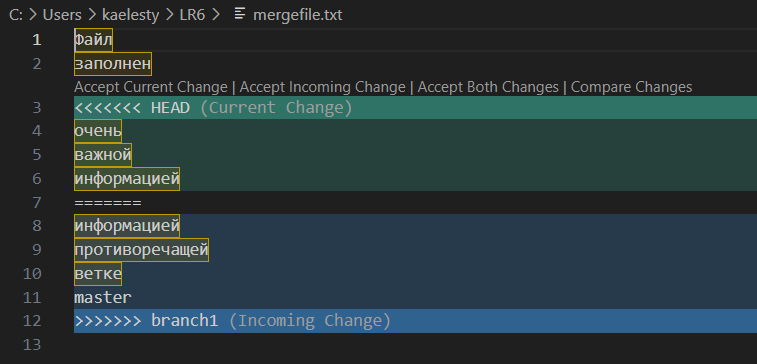 C: > Users > kaelesty > LR6 > mergefile.txt
1 Файл
2 заполнен
Accept Current Change | Accept Incoming Change | Accept Both Changes | Compare Changes
3 <<<<<<< HEAD (Current Change)
4 очень
5 важной
6 информацией
7 =======
8 информацией
9 противоречащей
10 ветке
11 master
12 >>>>>>> branch1 (Incoming Change)
13